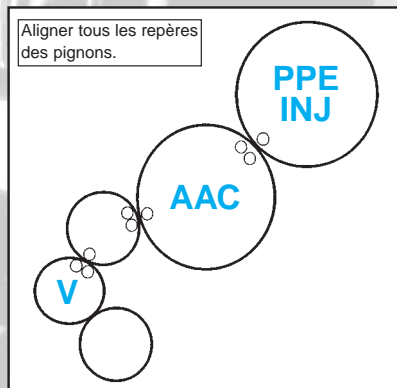 Aligner tous les repères
des pignons.
PPE
INJ
AAC
V